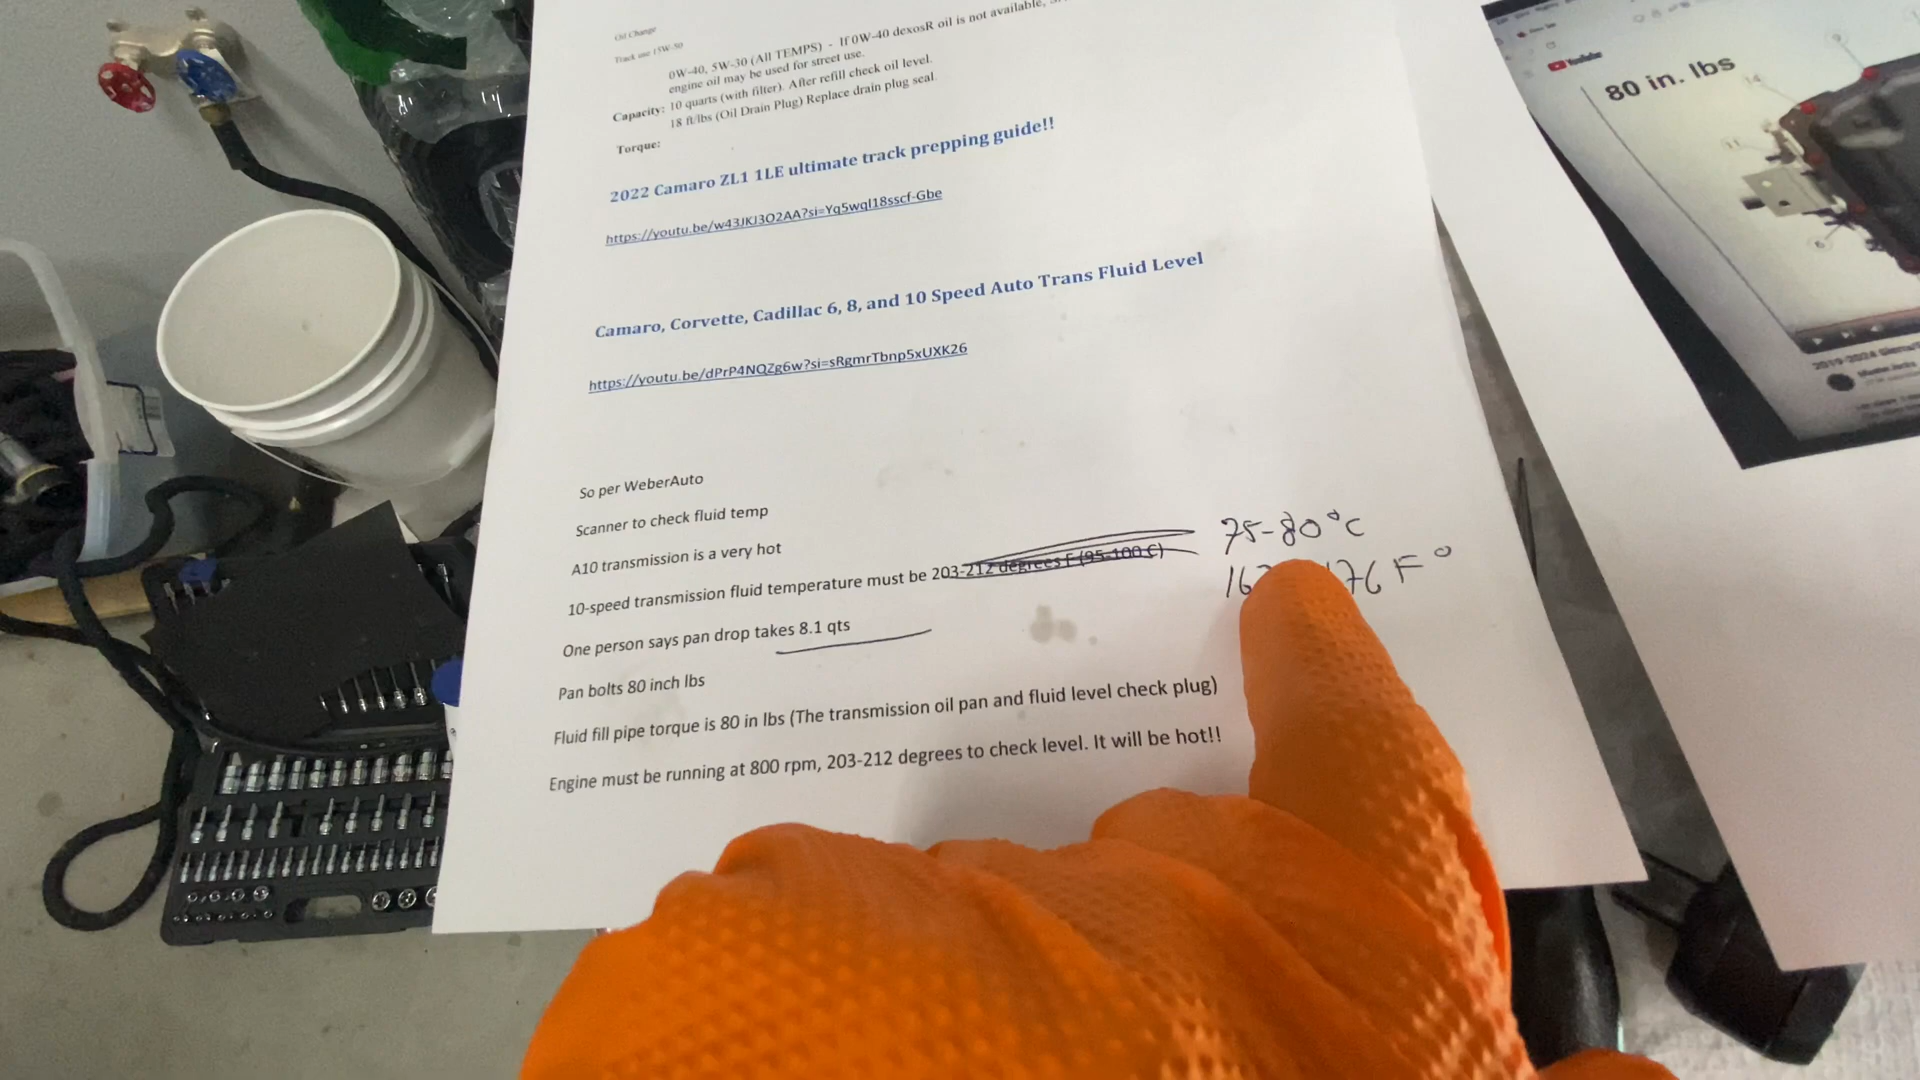 Oil Change
Track use 15W-50
0W-40, 5W-30 (All TEMPS) - If 0W-40 dexosR oil is not available,
engine oil may be used for street use.
Capacity: 10 quarts (with filter). After refill check oil level.
18 ft/lbs (Oil Drain Plug) Replace drain plug seal.
Torque:
2022 Camaro ZL1 1LE ultimate track prepping guide!!
https://youtu.be/w43JKJ3O2AA?si=Yq5wql18sscf-Gbe
Camaro, Corvette, Cadillac 6, 8, and 10 Speed Auto Trans Fluid Level
https://youtu.be/dPrP4NQZg6w?si=sRgmrTbnp5xUXK26
So per WeberAuto
Scanner to check fluid temp
A10 transmission is a very hot
10-speed transmission fluid temperature must be 203-212 degrees F (95-100 C)
75-80°C
176 F°
One person says pan drop takes 8.1 qts
Pan bolts 80 inch lbs
Fluid fill pipe torque is 80 in lbs (The transmission oil pan and fluid level check plug)
Engine must be running at 800 rpm, 203-212 degrees to check level. It will be hot!!
YouTube
80 in. lbs
14
11